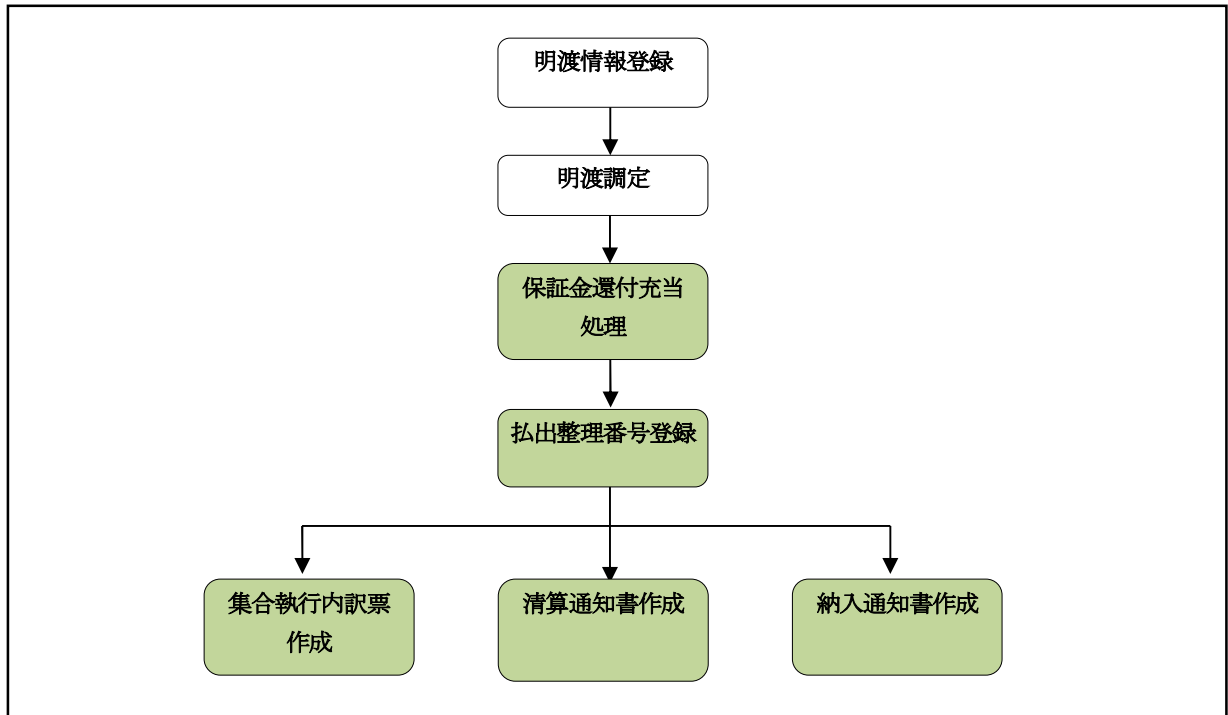 明渡情報登録
明渡調定
保証金還付充当
処理
払出整理番号登録
集合執行内訳票
作成
清算通知書作成
納入通知書作成